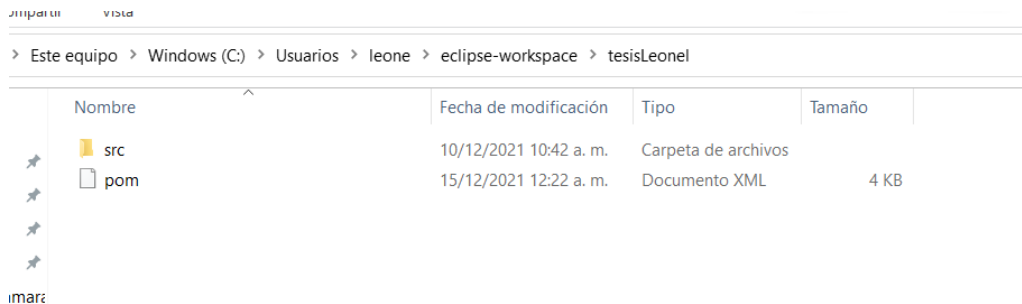 Vista
> Este equipo > Windows (C:) > Usuarios > leone > eclipse-workspace > tesisLeonel
Nombre Fecha de modificación Tipo Tamaño
src 10/12/2021 10:42 a. m. Carpeta de archivos
pom 15/12/2021 12:22 a. m. Documento XML 4 KB